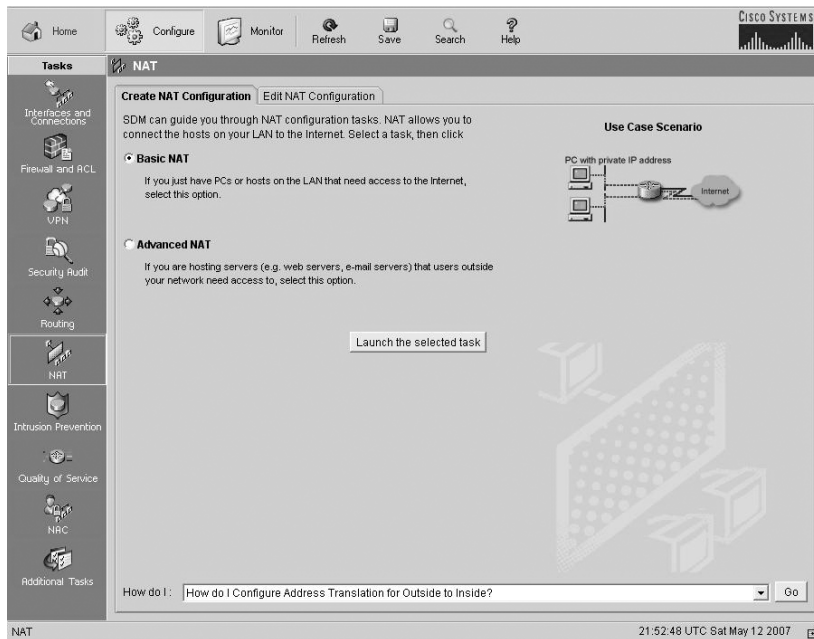 Home
Configure
Monitor
Refresh
Save
Search
Help
CISCO SYSTEMS
Tasks
NAT
Interfaces and
Connections
Firewall and ACL
VPN
Security Audit
Routing
NAT
Intrusion Prevention
Quality of Service
NAC
Additional Tasks
Create NAT Configuration
Edit NAT Configuration
SDM can guide you through NAT configuration tasks. NAT allows you to
connect the hosts on your LAN to the Internet. Select a task, then click
Basic NAT
If you just have PCs or hosts on the LAN that need access to the Internet,
select this option.
Advanced NAT
If you are hosting servers (e.g. web servers, e-mail servers) that users outside
your network need access to, select this option.
Use Case Scenario
PC with private IP address
Internet
Launch the selected task
How do I :
How do I Configure Address Translation for Outside to Inside?
Go
NAT
21:52:48 UTC Sat May 12 2007